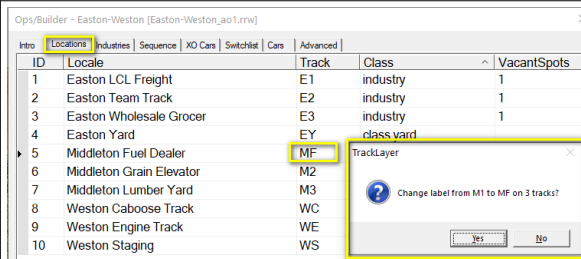 Ops/Builder - Easton-Weston [Easton-Weston_ao1.rrw]
Intro Locations Industries Sequence XO Cars Switchlist Cars Advanced
ID Locale Track Class VacantSpots
1 Easton LCL Freight E1 industry 1
2 Easton Team Track E2 industry 1
3 Easton Wholesale Grocer E3 industry 1
4 Easton Yard EY class yard
5 Middleton Fuel Dealer MF
6 Middleton Grain Elevator M2
7 Middleton Lumber Yard M3
8 Weston Caboose Track WC
9 Weston Engine Track WE
10 Weston Staging WS
TrackLayer
Change label from M1 to MF on 3 tracks?
Yes No